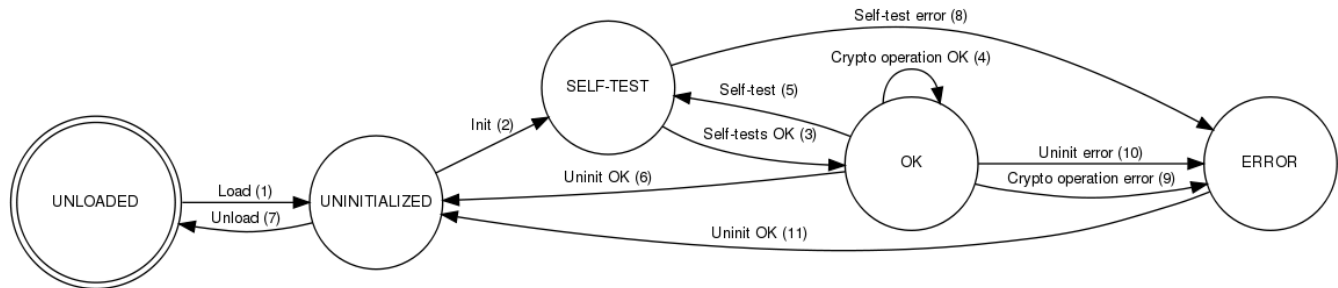 Self-test error (8)
Crypto operation OK (4)
SELF-TEST
Self-test (5)
Init (2)
Self-tests OK (3)
OK
Uninit error (10)
ERROR
Uninit OK (6)
Crypto operation error (9)
UNLOADED
Load (1)
UNINITIALIZED
Unload (7)
Uninit OK (11)